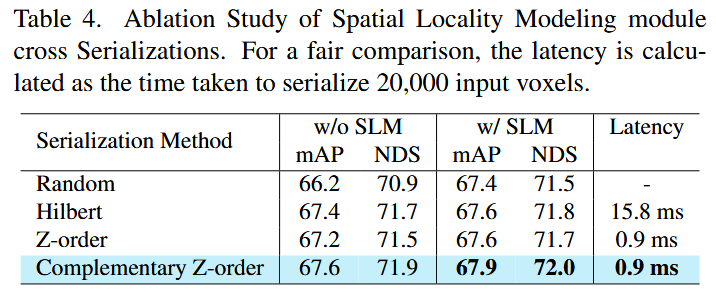 Table 4. Ablation Study of Spatial Locality Modeling module
cross Serializations. For a fair comparison, the latency is calcu-
lated as the time taken to serialize 20,000 input voxels.
Serialization Method w/o SLM w/ SLM Latency
mAP NDS mAP NDS
Random 66.2 70.9 67.4 71.5 -
Hilbert 67.4 71.7 67.6 71.8 15.8 ms
Z-order 67.2 71.5 67.6 71.7 0.9 ms
Complementary Z-order 67.6 71.9 67.9 72.0 0.9 ms